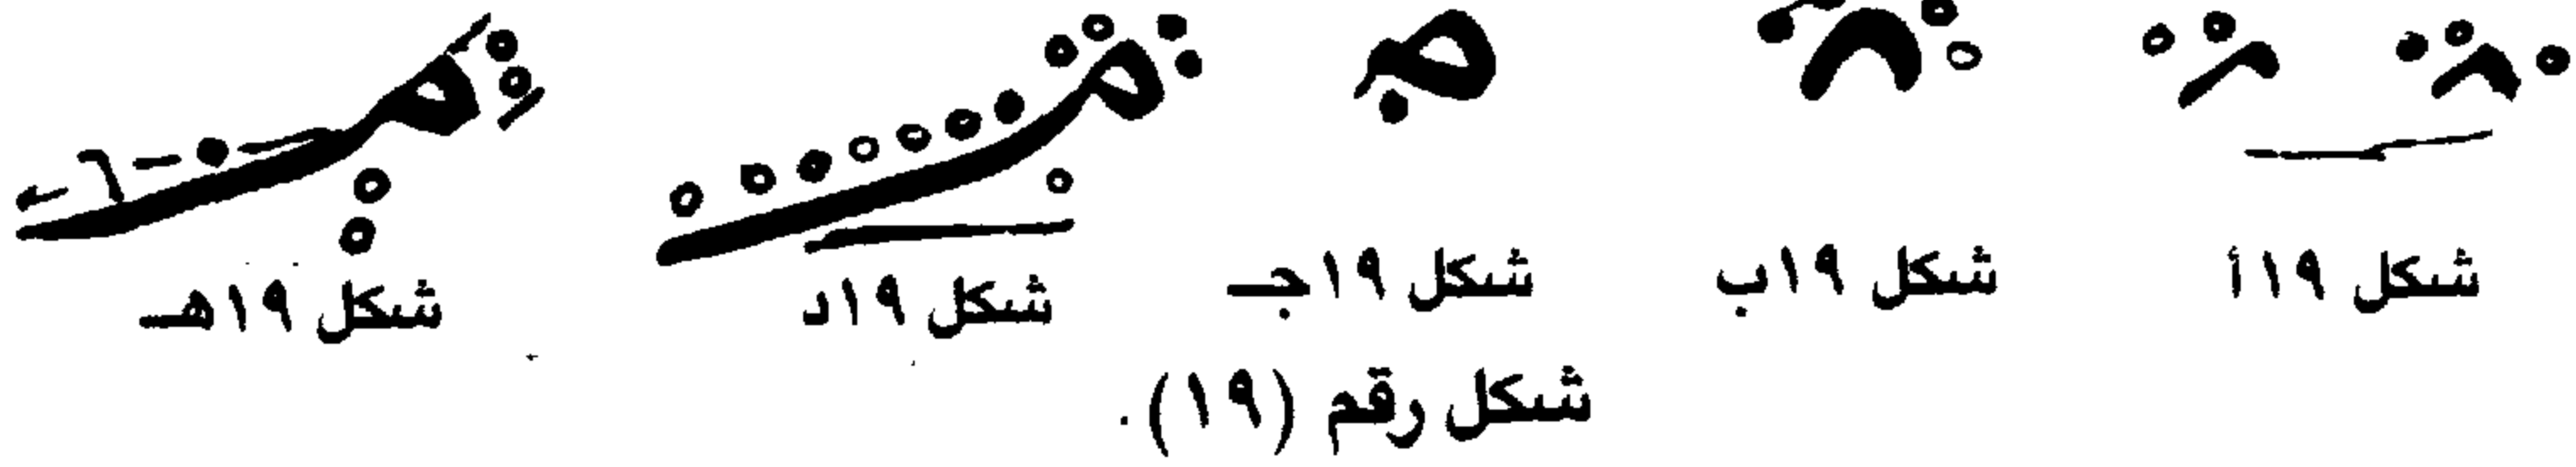 شكل ١٩أ شكل ١٩ب شكل ١٩جـ شكل ١٩د شكل ١٩هـ
شكل رقم (١٩).